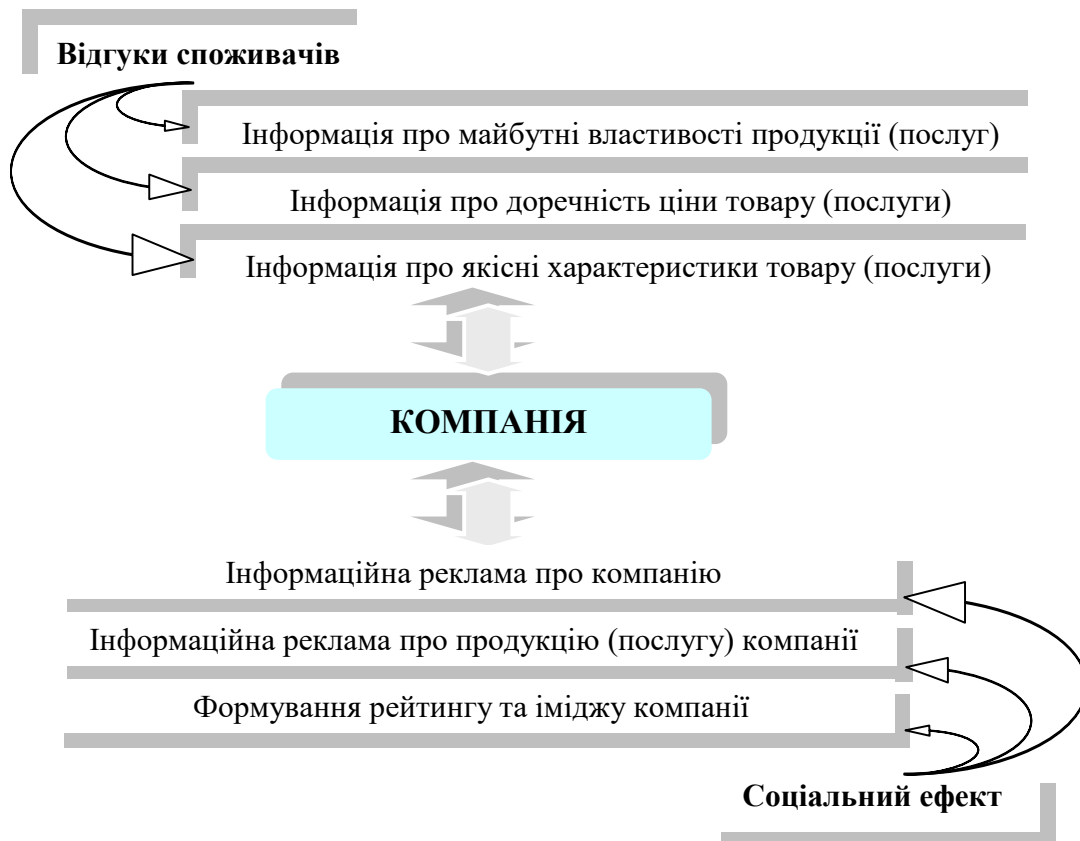 Відгуки споживачів
Інформація про майбутні властивості продукції (послуг)
Інформація про доречність ціни товару (послуги)
Інформація про якісні характеристики товару (послуги)
КОМПАНІЯ
Інформаційна реклама про компанію
Інформаційна реклама про продукцію (послугу) компанії
Формування рейтингу та іміджу компанії
Соціальний ефект